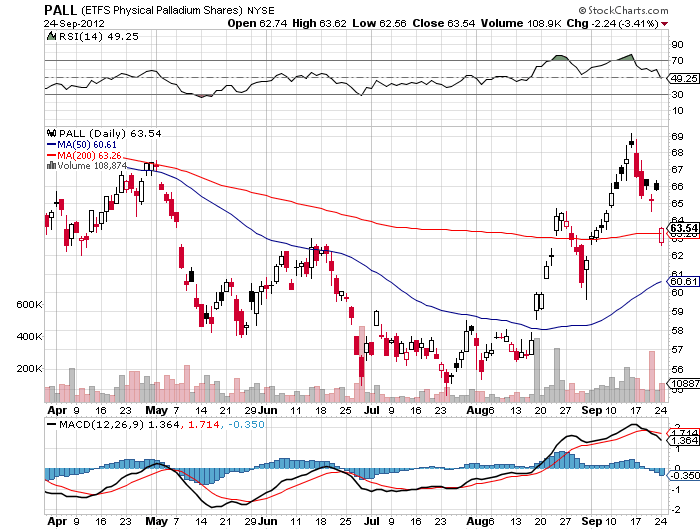 PALL (ETFS Physical Palladium Shares) NYSE © StockCharts.com
24-Sep-2012 Open 62.74 High 63.62 Low 62.56 Close 63.54 Volume 108.9K Chg -2.24 (-3.41%)
RSI(14) 49.25
90
70
49.25
30
10
PALL (Daily) 63.54
MA(50) 60.61
MA(200) 63.26
Volume 108,874
69
68
67
66
65
64
63.54
63
62
61
60.61
60
59
58
57
56
55
600K
400K
200K
10887
Apr 9 16 23 May 7 14 21 29 Jun 11 18 25 Jul 9 16 23 Aug 6 13 20 27 Sep 10 17 24
MACD(12,26,9) 1.364, 1.714, -0.350
2
1.714
1.364
1
0
-0.350
-1
Apr 9 16 23 May 7 14 21 29 Jun 11 18 25 Jul 9 16 23 Aug 6 13 20 27 Sep 10 17 24